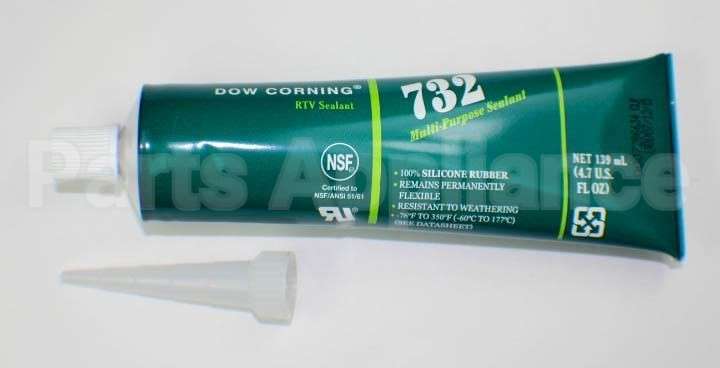 DOW CORNING®
RTV Sealant
732
Multi-Purpose Sealant
NSF®
Certified to
NSF/ANSI 51/61
• 100% SILICONE RUBBER
• REMAINS PERMANENTLY
FLEXIBLE
• RESISTANT TO WEATHERING
• -76°F TO 350°F (-60°C TO 177°C)
(SEE DATASHEET)
NET 139 mL
(4.7 U.S.
FL OZ)
Parts Appliance